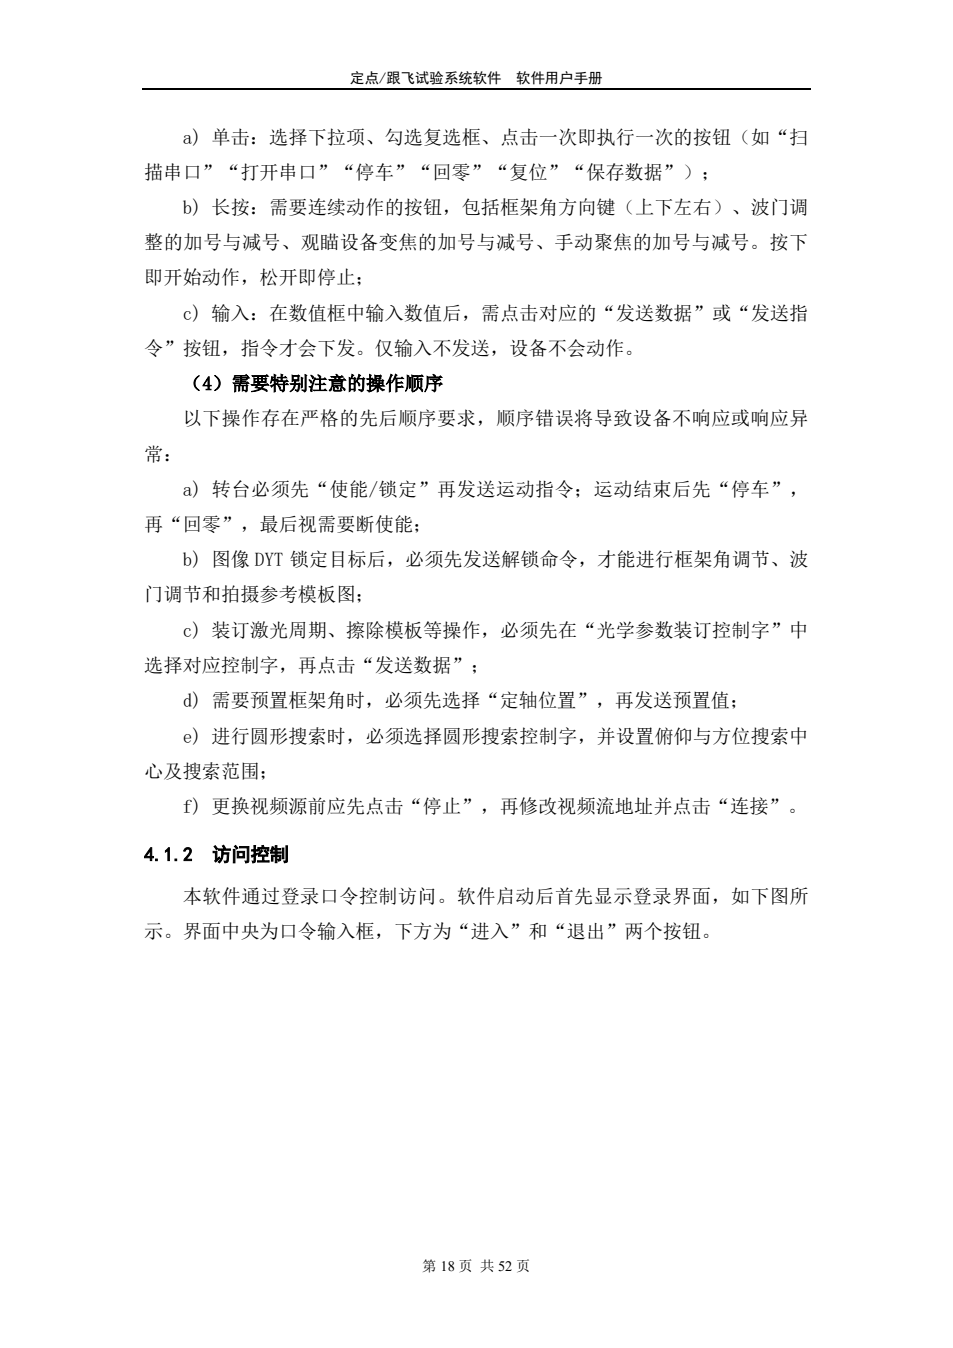 定点/跟飞试验系统软件　软件用户手册
a) 单击：选择下拉项、勾选复选框、点击一次即执行一次的按钮（如“扫
描串口”“打开串口”“停车”“回零”“复位”“保存数据”）；
b) 长按：需要连续动作的按钮，包括框架角方向键（上下左右）、波门调
整的加号与减号、观瞄设备变焦的加号与减号、手动聚焦的加号与减号。按下
即开始动作，松开即停止；
c) 输入：在数值框中输入数值后，需点击对应的“发送数据”或“发送指
令”按钮，指令才会下发。仅输入不发送，设备不会动作。
（4）需要特别注意的操作顺序
以下操作存在严格的先后顺序要求，顺序错误将导致设备不响应或响应异
常：
a) 转台必须先“使能/锁定”再发送运动指令；运动结束后先“停车”，
再“回零”，最后视需要断使能；
b) 图像 DYT 锁定目标后，必须先发送解锁命令，才能进行框架角调节、波
门调节和拍摄参考模板图；
c) 装订激光周期、擦除模板等操作，必须先在“光学参数装订控制字”中
选择对应控制字，再点击“发送数据”；
d) 需要预置框架角时，必须先选择“定轴位置”，再发送预置值；
e) 进行圆形搜索时，必须选择圆形搜索控制字，并设置俯仰与方位搜索中
心及搜索范围；
f) 更换视频源前应先点击“停止”，再修改视频流地址并点击“连接”。
4.1.2　访问控制
本软件通过登录口令控制访问。软件启动后首先显示登录界面，如下图所
示。界面中央为口令输入框，下方为“进入”和“退出”两个按钮。
第 18 页 共 52 页